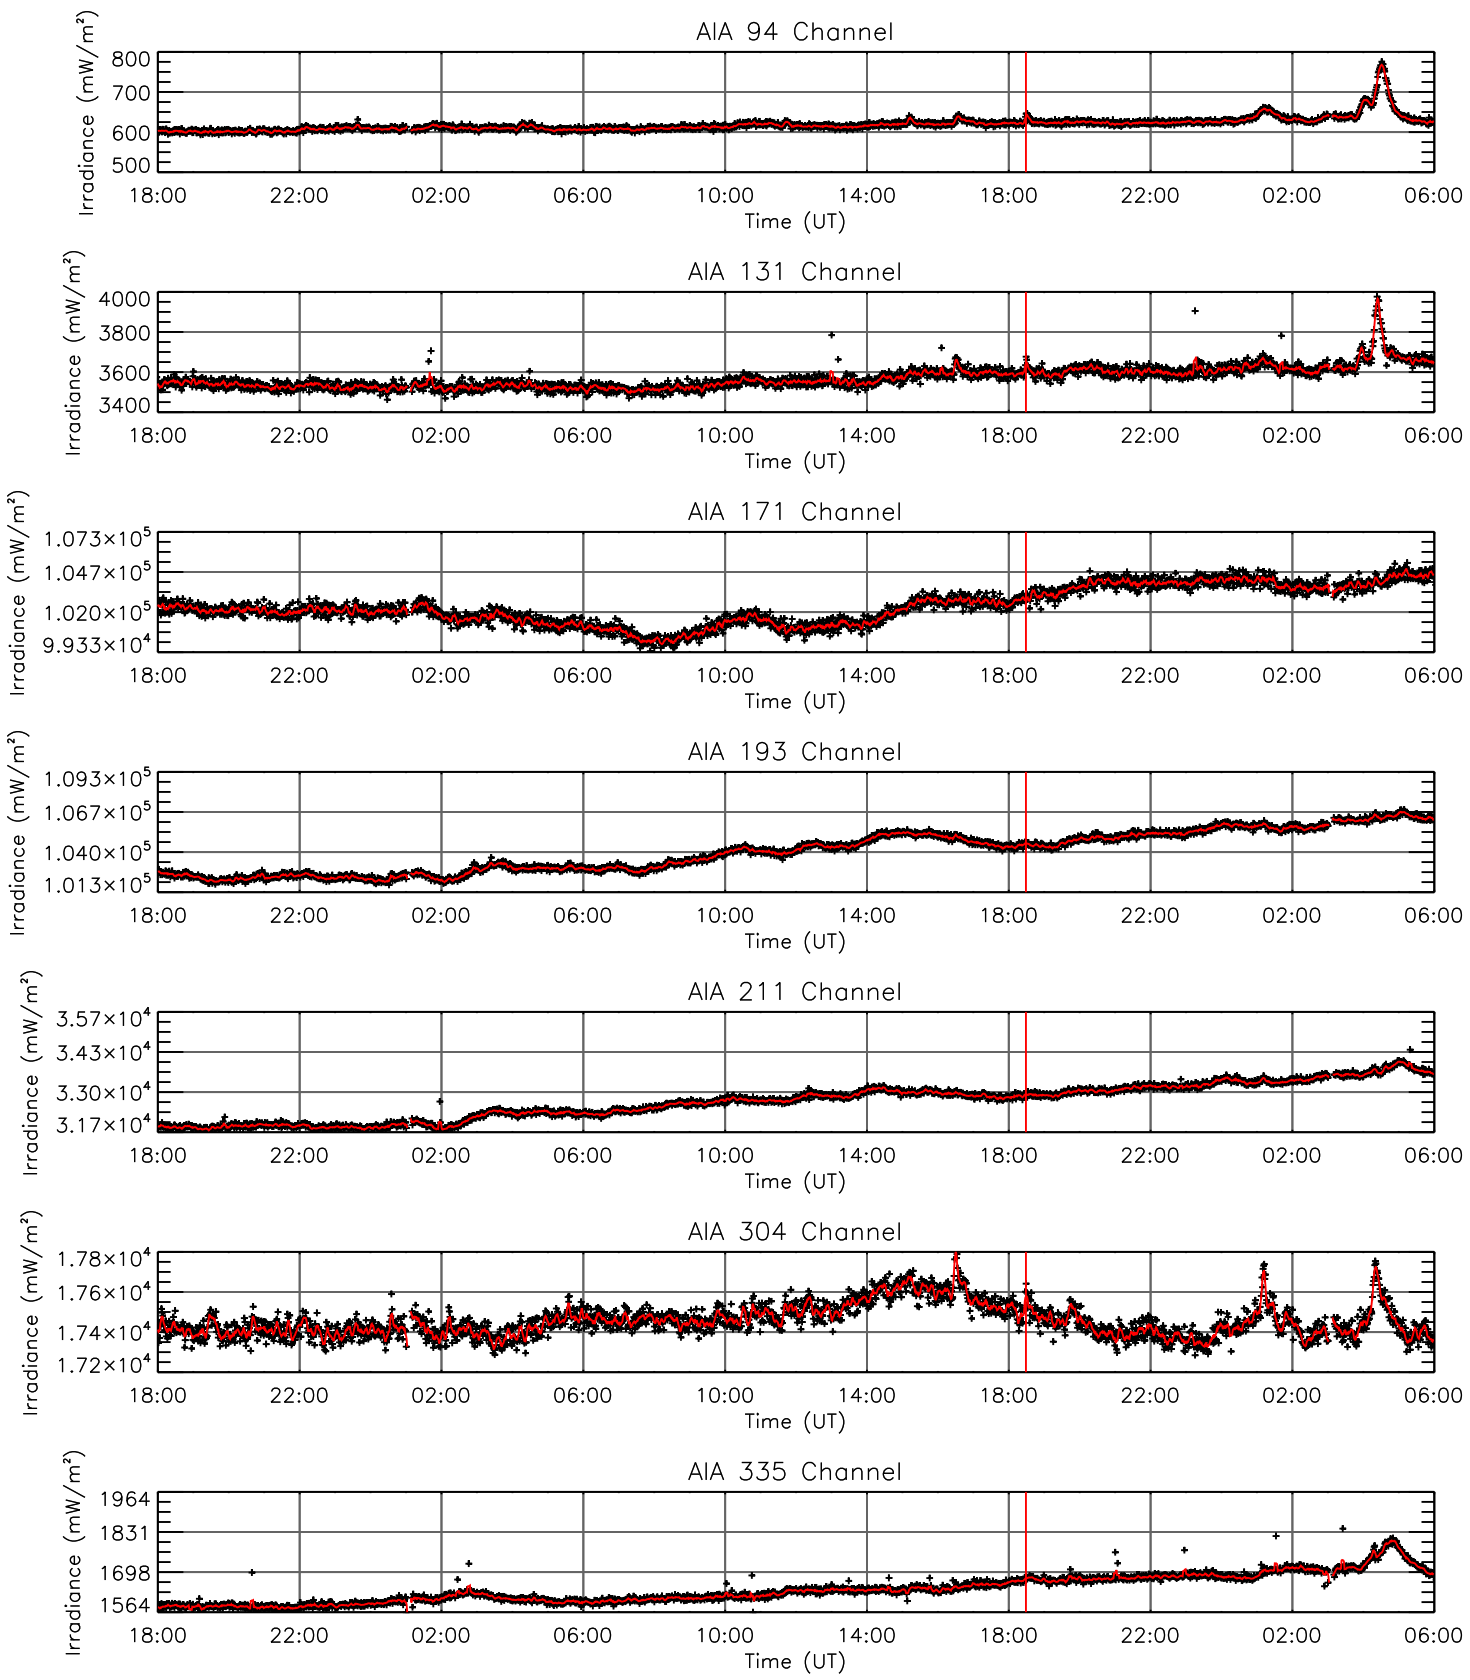 AIA 94 Channel
Irradiance (mW/m²)
800
700
600
500
18:00 22:00 02:00 06:00 10:00 14:00 18:00 22:00 02:00 06:00
Time (UT)
AIA 131 Channel
Irradiance (mW/m²)
4000
3800
3600
3400
18:00 22:00 02:00 06:00 10:00 14:00 18:00 22:00 02:00 06:00
Time (UT)
AIA 171 Channel
Irradiance (mW/m²)
1.073×10⁵
1.047×10⁵
1.020×10⁵
9.933×10⁴
18:00 22:00 02:00 06:00 10:00 14:00 18:00 22:00 02:00 06:00
Time (UT)
AIA 193 Channel
Irradiance (mW/m²)
1.093×10⁵
1.067×10⁵
1.040×10⁵
1.013×10⁵
18:00 22:00 02:00 06:00 10:00 14:00 18:00 22:00 02:00 06:00
Time (UT)
AIA 211 Channel
Irradiance (mW/m²)
3.57×10⁴
3.43×10⁴
3.30×10⁴
3.17×10⁴
18:00 22:00 02:00 06:00 10:00 14:00 18:00 22:00 02:00 06:00
Time (UT)
AIA 304 Channel
Irradiance (mW/m²)
1.78×10⁴
1.76×10⁴
1.74×10⁴
1.72×10⁴
18:00 22:00 02:00 06:00 10:00 14:00 18:00 22:00 02:00 06:00
Time (UT)
AIA 335 Channel
Irradiance (mW/m²)
1964
1831
1698
1564
18:00 22:00 02:00 06:00 10:00 14:00 18:00 22:00 02:00 06:00
Time (UT)